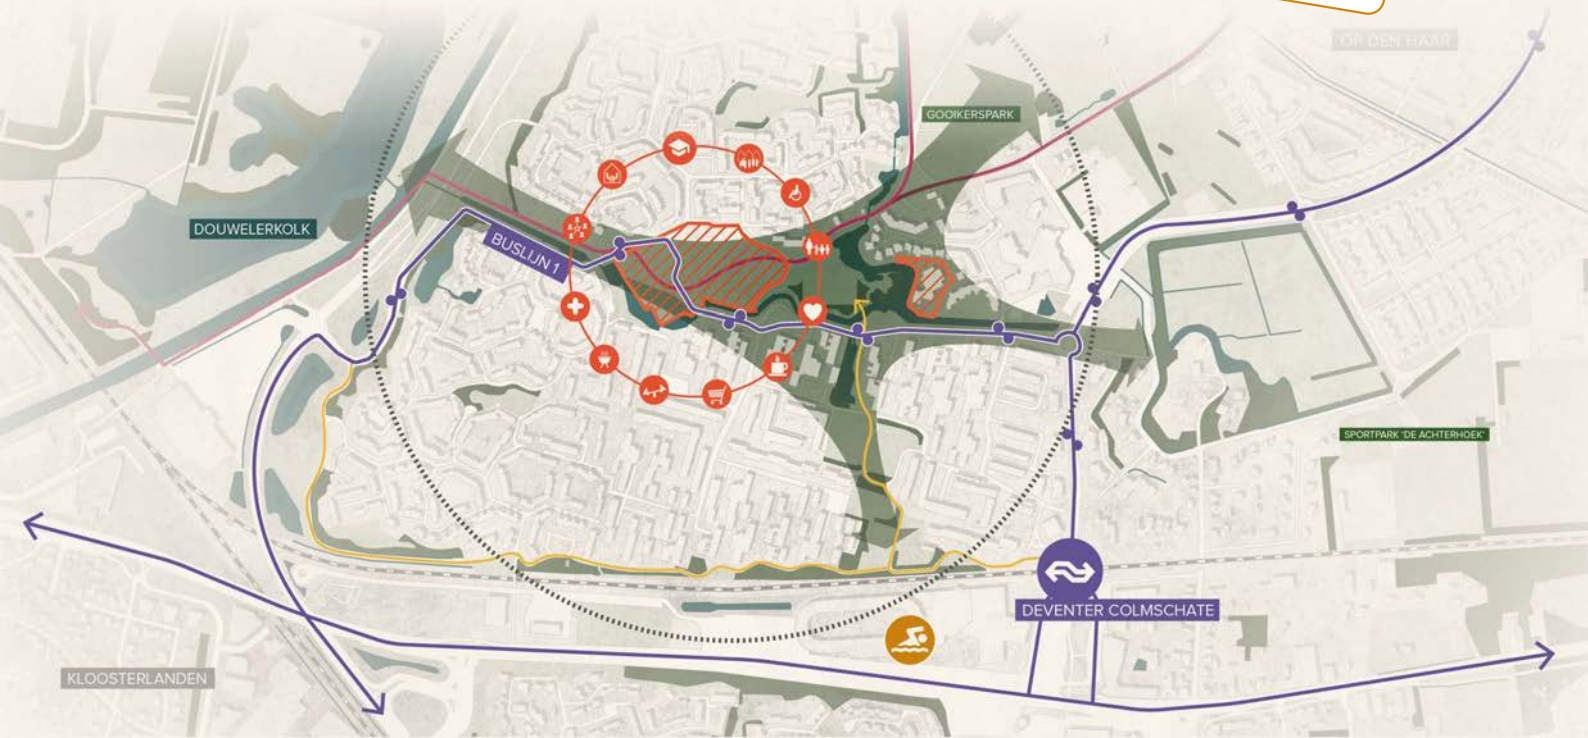 OP DEN HAAR
GOOIKERSPARK
DOUWELERKOLK
BUSLIJN 1
SPORTPARK 'DE ACHTERHOEK'
DEVENTER COLMSCHATE
KLOOSTERLANDEN